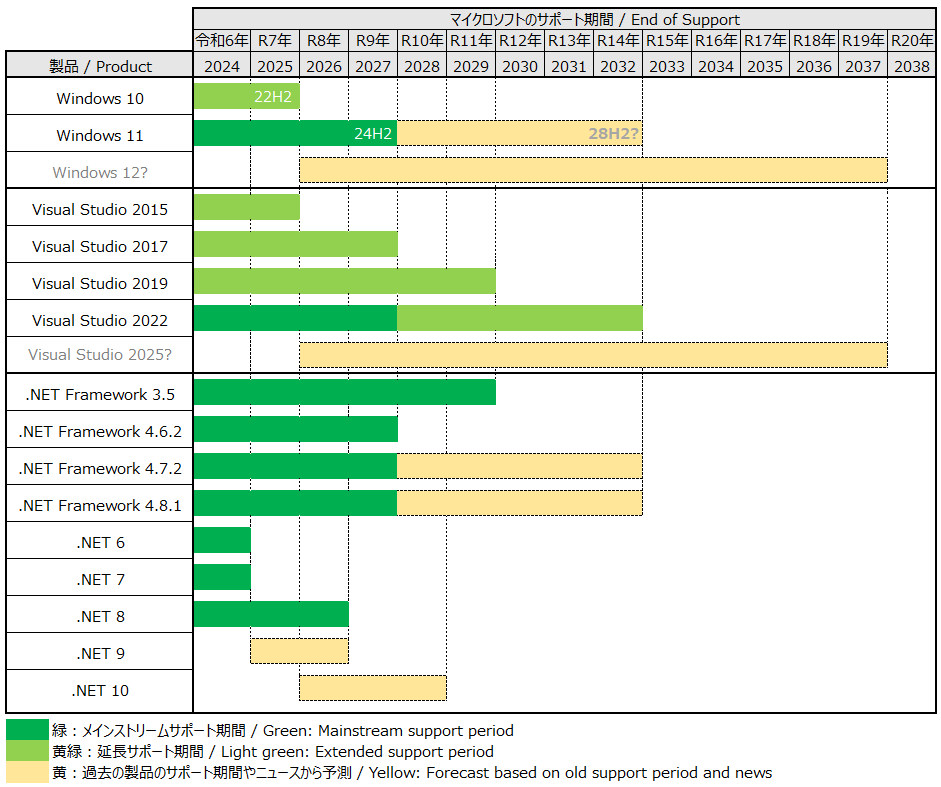 マイクロソフトのサポート期間 / End of Support
令和6年 R7年 R8年 R9年 R10年 R11年 R12年 R13年 R14年 R15年 R16年 R17年 R18年 R19年 R20年
製品 / Product 2024 2025 2026 2027 2028 2029 2030 2031 2032 2033 2034 2035 2036 2037 2038
Windows 10 22H2
Windows 11 24H2 28H2?
Windows 12?
Visual Studio 2015
Visual Studio 2017
Visual Studio 2019
Visual Studio 2022
Visual Studio 2025?
.NET Framework 3.5
.NET Framework 4.6.2
.NET Framework 4.7.2
.NET Framework 4.8.1
.NET 6
.NET 7
.NET 8
.NET 9
.NET 10
緑：メインストリームサポート期間 / Green: Mainstream support period
黄緑：延長サポート期間 / Light green: Extended support period
黄：過去の製品のサポート期間やニュースから予測 / Yellow: Forecast based on old support period and news